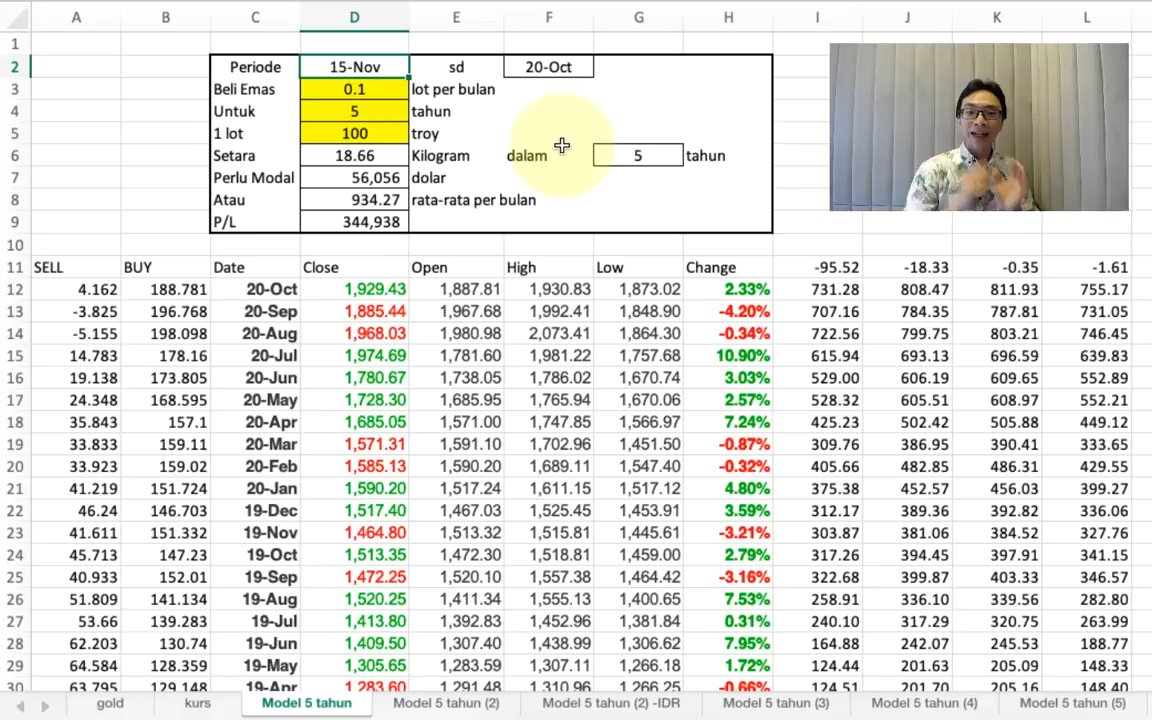 A B C D E F G H I J K L
1
2 Periode 15-Nov sd 20-Oct
3 Beli Emas 0.1 lot per bulan
4 Untuk 5 tahun
5 1 lot 100 troy
6 Setara 18.66 Kilogram dalam 5 tahun
7 Perlu Modal 56,056 dolar
8 Atau 934.27 rata-rata per bulan
9 P/L 344,938
10
11 SELL BUY Date Close Open High Low Change -95.52 -18.33 -0.35 -1.61
12 4.162 188.781 20-Oct 1,929.43 1,887.81 1,930.83 1,873.02 2.33% 731.28 808.47 811.93 755.17
13 -3.825 196.768 20-Sep 1,885.44 1,967.68 1,992.41 1,848.90 -4.20% 707.16 784.35 787.81 731.05
14 -5.155 198.098 20-Aug 1,968.03 1,980.98 2,073.41 1,864.30 -0.34% 722.56 799.75 803.21 746.45
15 14.783 178.16 20-Jul 1,974.69 1,781.60 1,981.22 1,757.68 10.90% 615.94 693.13 696.59 639.83
16 19.138 173.805 20-Jun 1,780.67 1,738.05 1,786.02 1,670.74 3.03% 529.00 606.19 609.65 552.89
17 24.348 168.595 20-May 1,728.30 1,685.95 1,765.94 1,670.06 2.57% 528.32 605.51 608.97 552.21
18 35.843 157.1 20-Apr 1,685.05 1,571.00 1,747.85 1,566.97 7.24% 425.23 502.42 505.88 449.12
19 33.833 159.11 20-Mar 1,571.31 1,591.10 1,702.96 1,451.50 -0.87% 309.76 386.95 390.41 333.65
20 33.923 159.02 20-Feb 1,585.13 1,590.20 1,689.11 1,547.40 -0.32% 405.66 482.85 486.31 429.55
21 41.219 151.724 20-Jan 1,590.20 1,517.24 1,611.15 1,517.12 4.80% 375.38 452.57 456.03 399.27
22 46.24 146.703 19-Dec 1,517.40 1,467.03 1,525.45 1,453.91 3.59% 312.17 389.36 392.82 336.06
23 41.611 151.332 19-Nov 1,464.80 1,513.32 1,515.81 1,445.61 -3.21% 303.87 381.06 384.52 327.76
24 45.713 147.23 19-Oct 1,513.35 1,472.30 1,518.81 1,459.00 2.79% 317.26 394.45 397.91 341.15
25 40.933 152.01 19-Sep 1,472.25 1,520.10 1,557.38 1,464.42 -3.16% 322.68 399.87 403.33 346.57
26 51.809 141.134 19-Aug 1,520.25 1,411.34 1,555.13 1,400.65 7.53% 258.91 336.10 339.56 282.80
27 53.66 139.283 19-Jul 1,413.80 1,392.83 1,452.96 1,381.84 0.31% 240.10 317.29 320.75 263.99
28 62.203 130.74 19-Jun 1,409.50 1,307.40 1,438.99 1,306.62 7.95% 164.88 242.07 245.53 188.77
29 64.584 128.359 19-May 1,305.65 1,283.59 1,307.11 1,266.18 1.72% 124.44 201.63 205.09 148.33
30 63.795 129.148 19-Apr 1,283.60 1,291.48 1,310.96 1,266.25 -0.66% 124.51 201.70 205.16 148.40
gold kurs Model 5 tahun Model 5 tahun (2) Model 5 tahun (2) -IDR Model 5 tahun (3) Model 5 tahun (4) Model 5 tahun (5)